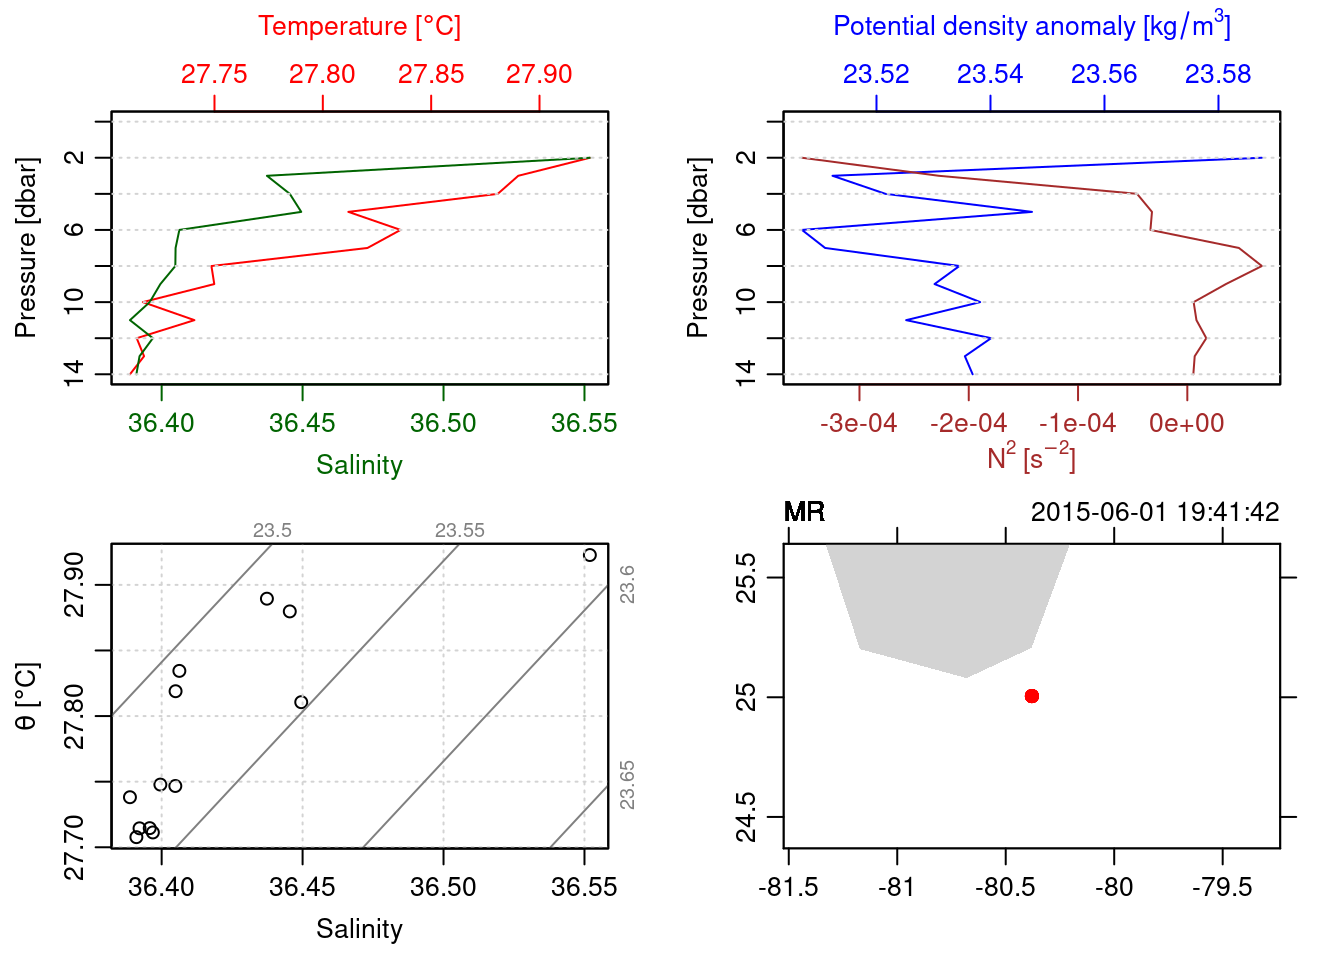 Temperature [°C]
27.75 27.80 27.85 27.90
Pressure [dbar]
2
6
10
14
36.40 36.45 36.50 36.55
Salinity
Potential density anomaly [kg/m³]
23.52 23.54 23.56 23.58
Pressure [dbar]
2
6
10
14
-3e-04 -2e-04 -1e-04 0e+00
N² [s⁻²]
23.5 23.55
23.6
23.65
θ [°C]
27.90
27.80
27.70
36.40 36.45 36.50 36.55
Salinity
MR 2015-06-01 19:41:42
25.5
25
24.5
-81.5 -81 -80.5 -80 -79.5